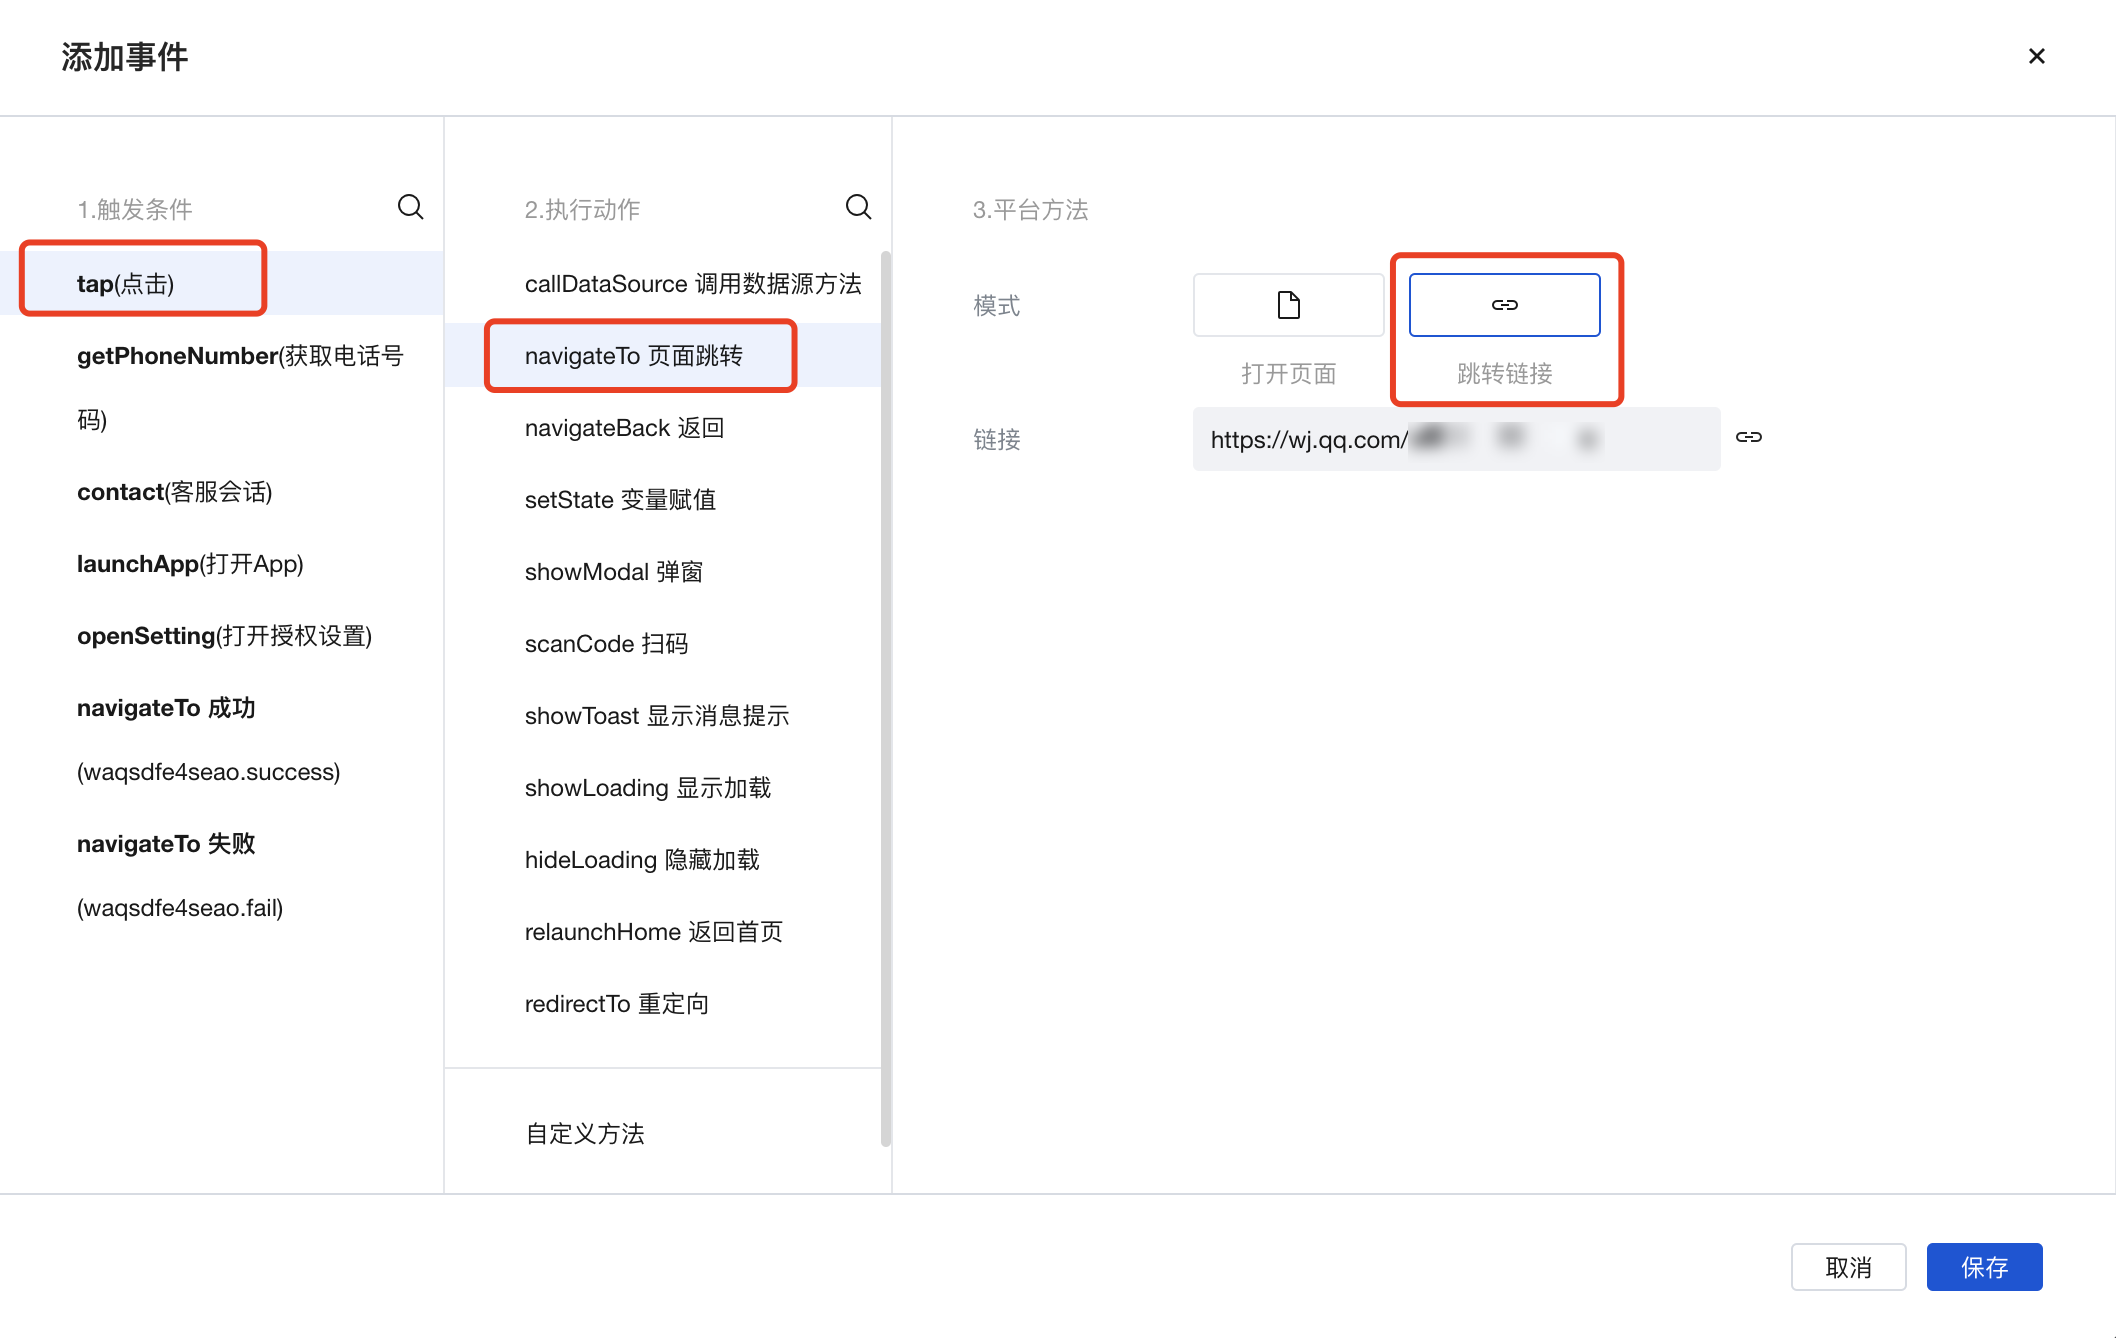 添加事件
1.触发条件
tap(点击)
getPhoneNumber(获取电话号
码)
contact(客服会话)
launchApp(打开App)
openSetting(打开授权设置)
navigateTo 成功
(waqsdfe4seao.success)
navigateTo 失败
(waqsdfe4seao.fail)
2.执行动作
callDataSource 调用数据源方法
navigateTo 页面跳转
navigateBack 返回
setState 变量赋值
showModal 弹窗
scanCode 扫码
showToast 显示消息提示
showLoading 显示加载
hideLoading 隐藏加载
relaunchHome 返回首页
redirectTo 重定向
自定义方法
3.平台方法
模式
打开页面
跳转链接
链接
https://wj.qq.com/
取消
保存